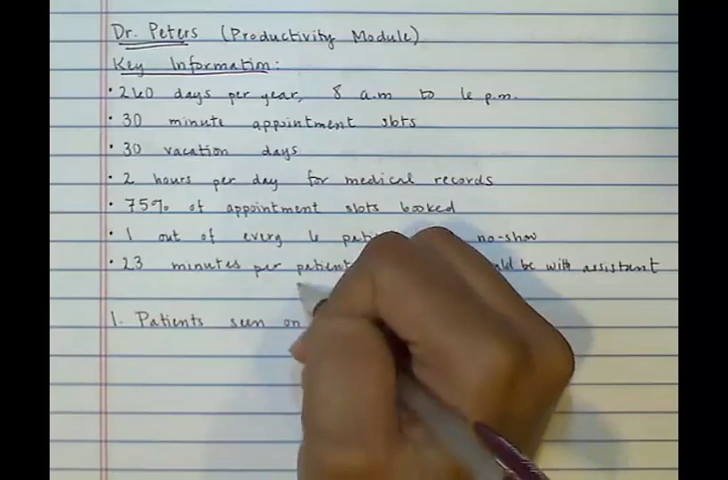 Dr. Peters (Productivity Module)
Key Information:
• 240 days per year, 8 a.m to 4 p.m.
• 30 minute appointment slots
• 30 vacation days
• 2 hours per day for medical records
• 75% of appointment slots booked
• 1 out of every 4 no-show
• 23 minutes per patient be with assistant
1. Patients seen on